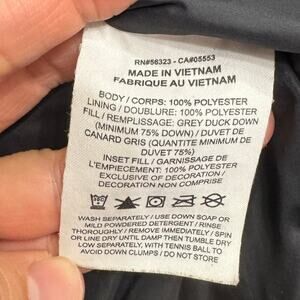 RN#56323 - CA#05553
MADE IN VIETNAM
FABRIQUE AU VIETNAM
BODY / CORPS: 100% POLYESTER
LINING / DOUBLURE: 100% POLYESTER
FILL / REMPLISSAGE: GREY DUCK DOWN
(MINIMUM 75% DOWN) / DUVET DE
CANARD GRIS (QUANTITE MINIMUM DE
DUVET 75%)
INSET FILL / GARNISSAGE DE
L'EMPIECEMENT: 100% POLYESTER
EXCLUSIVE OF DECORATION /
DECORATION NON COMPRISE
WASH SEPARATELY / USE DOWN SOAP OR
MILD POWDERED DETERGENT / RINSE
THOROUGHLY / REMOVE IMMEDIATELY / SPIN
OR LINE DRY UNTIL DAMP THEN TUMBLE DRY
LOW SEPARATELY, WITH TENNIS BALL TO
AVOID DOWN CLUMPS / DO NOT STORE